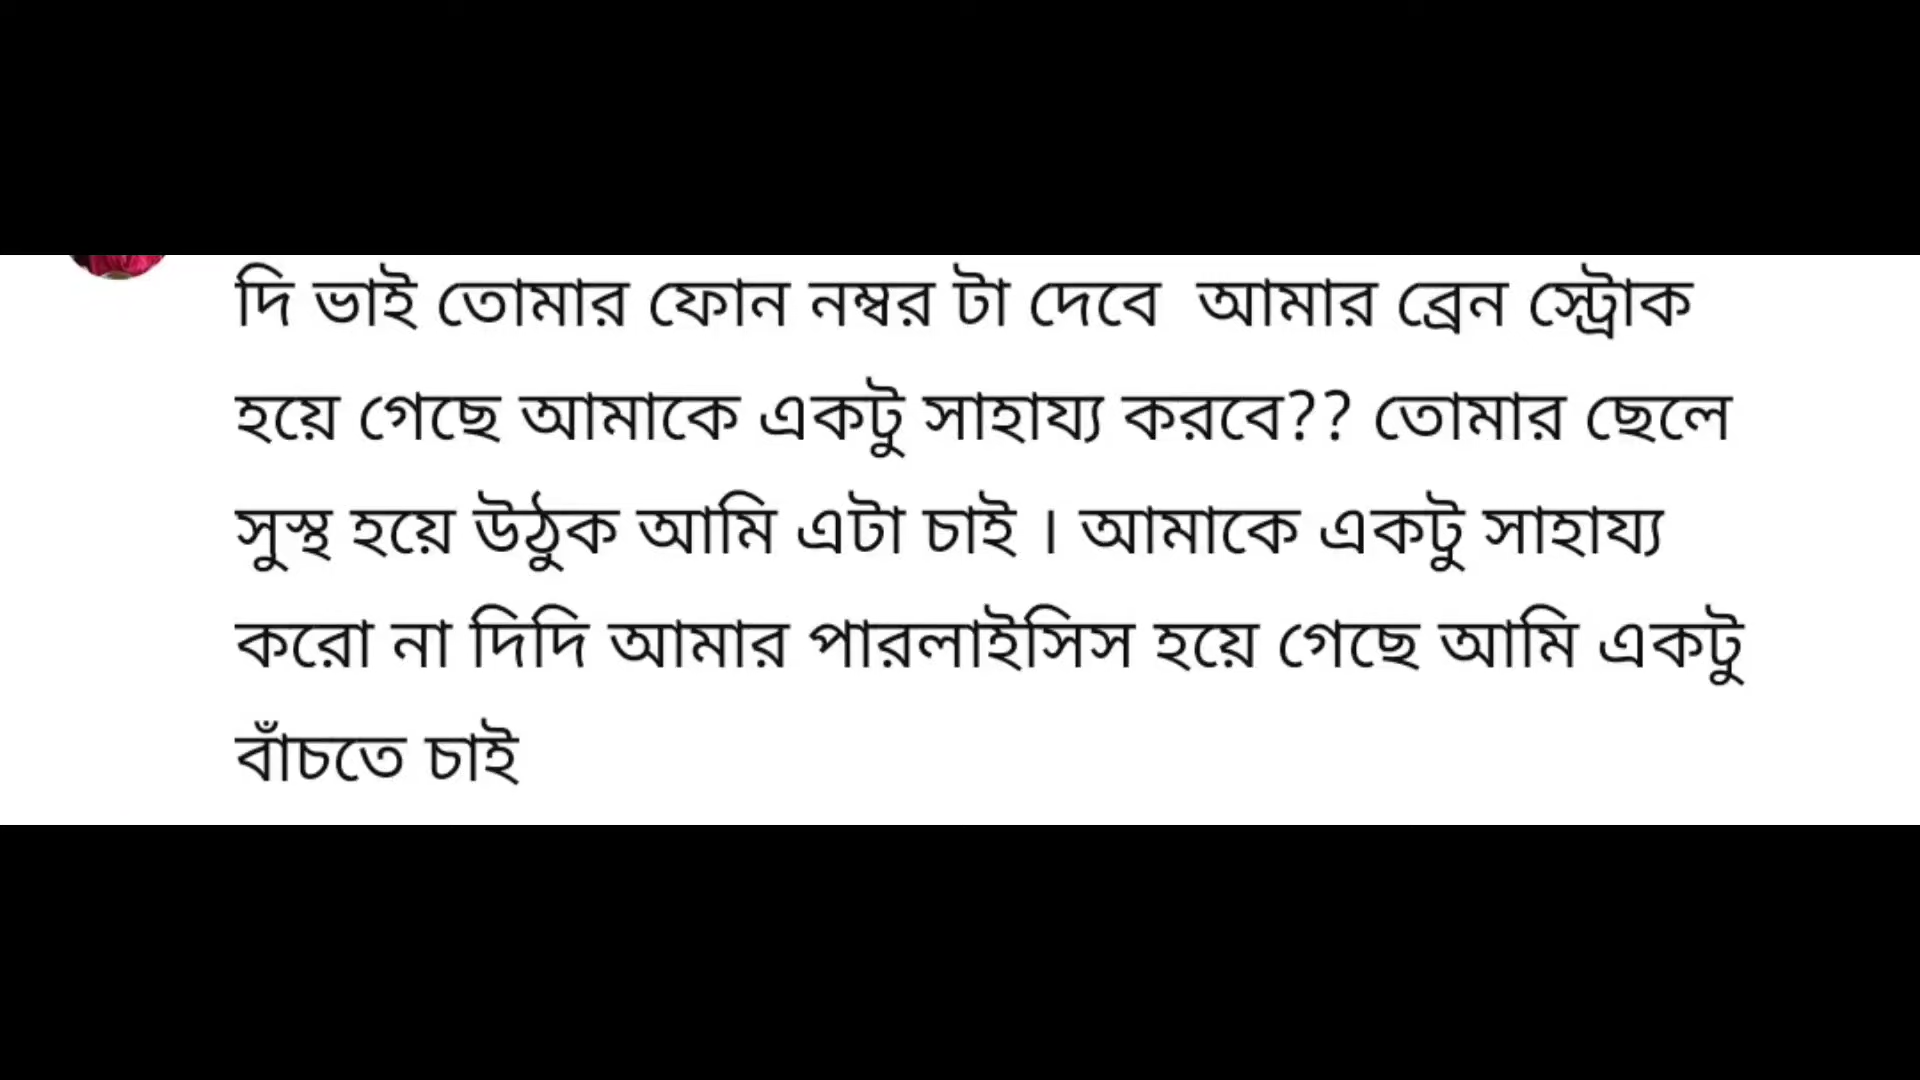 দি ভাই তোমার ফোন নম্বর টা দেবে  আমার ব্রেন স্ট্রোক
হয়ে গেছে আমাকে একটু সাহায্য করবে?? তোমার ছেলে
সুস্থ হয়ে উঠুক আমি এটা চাই । আমাকে একটু সাহায্য
করো না দিদি আমার পারলাইসিস হয়ে গেছে আমি একটু
বাঁচতে চাই